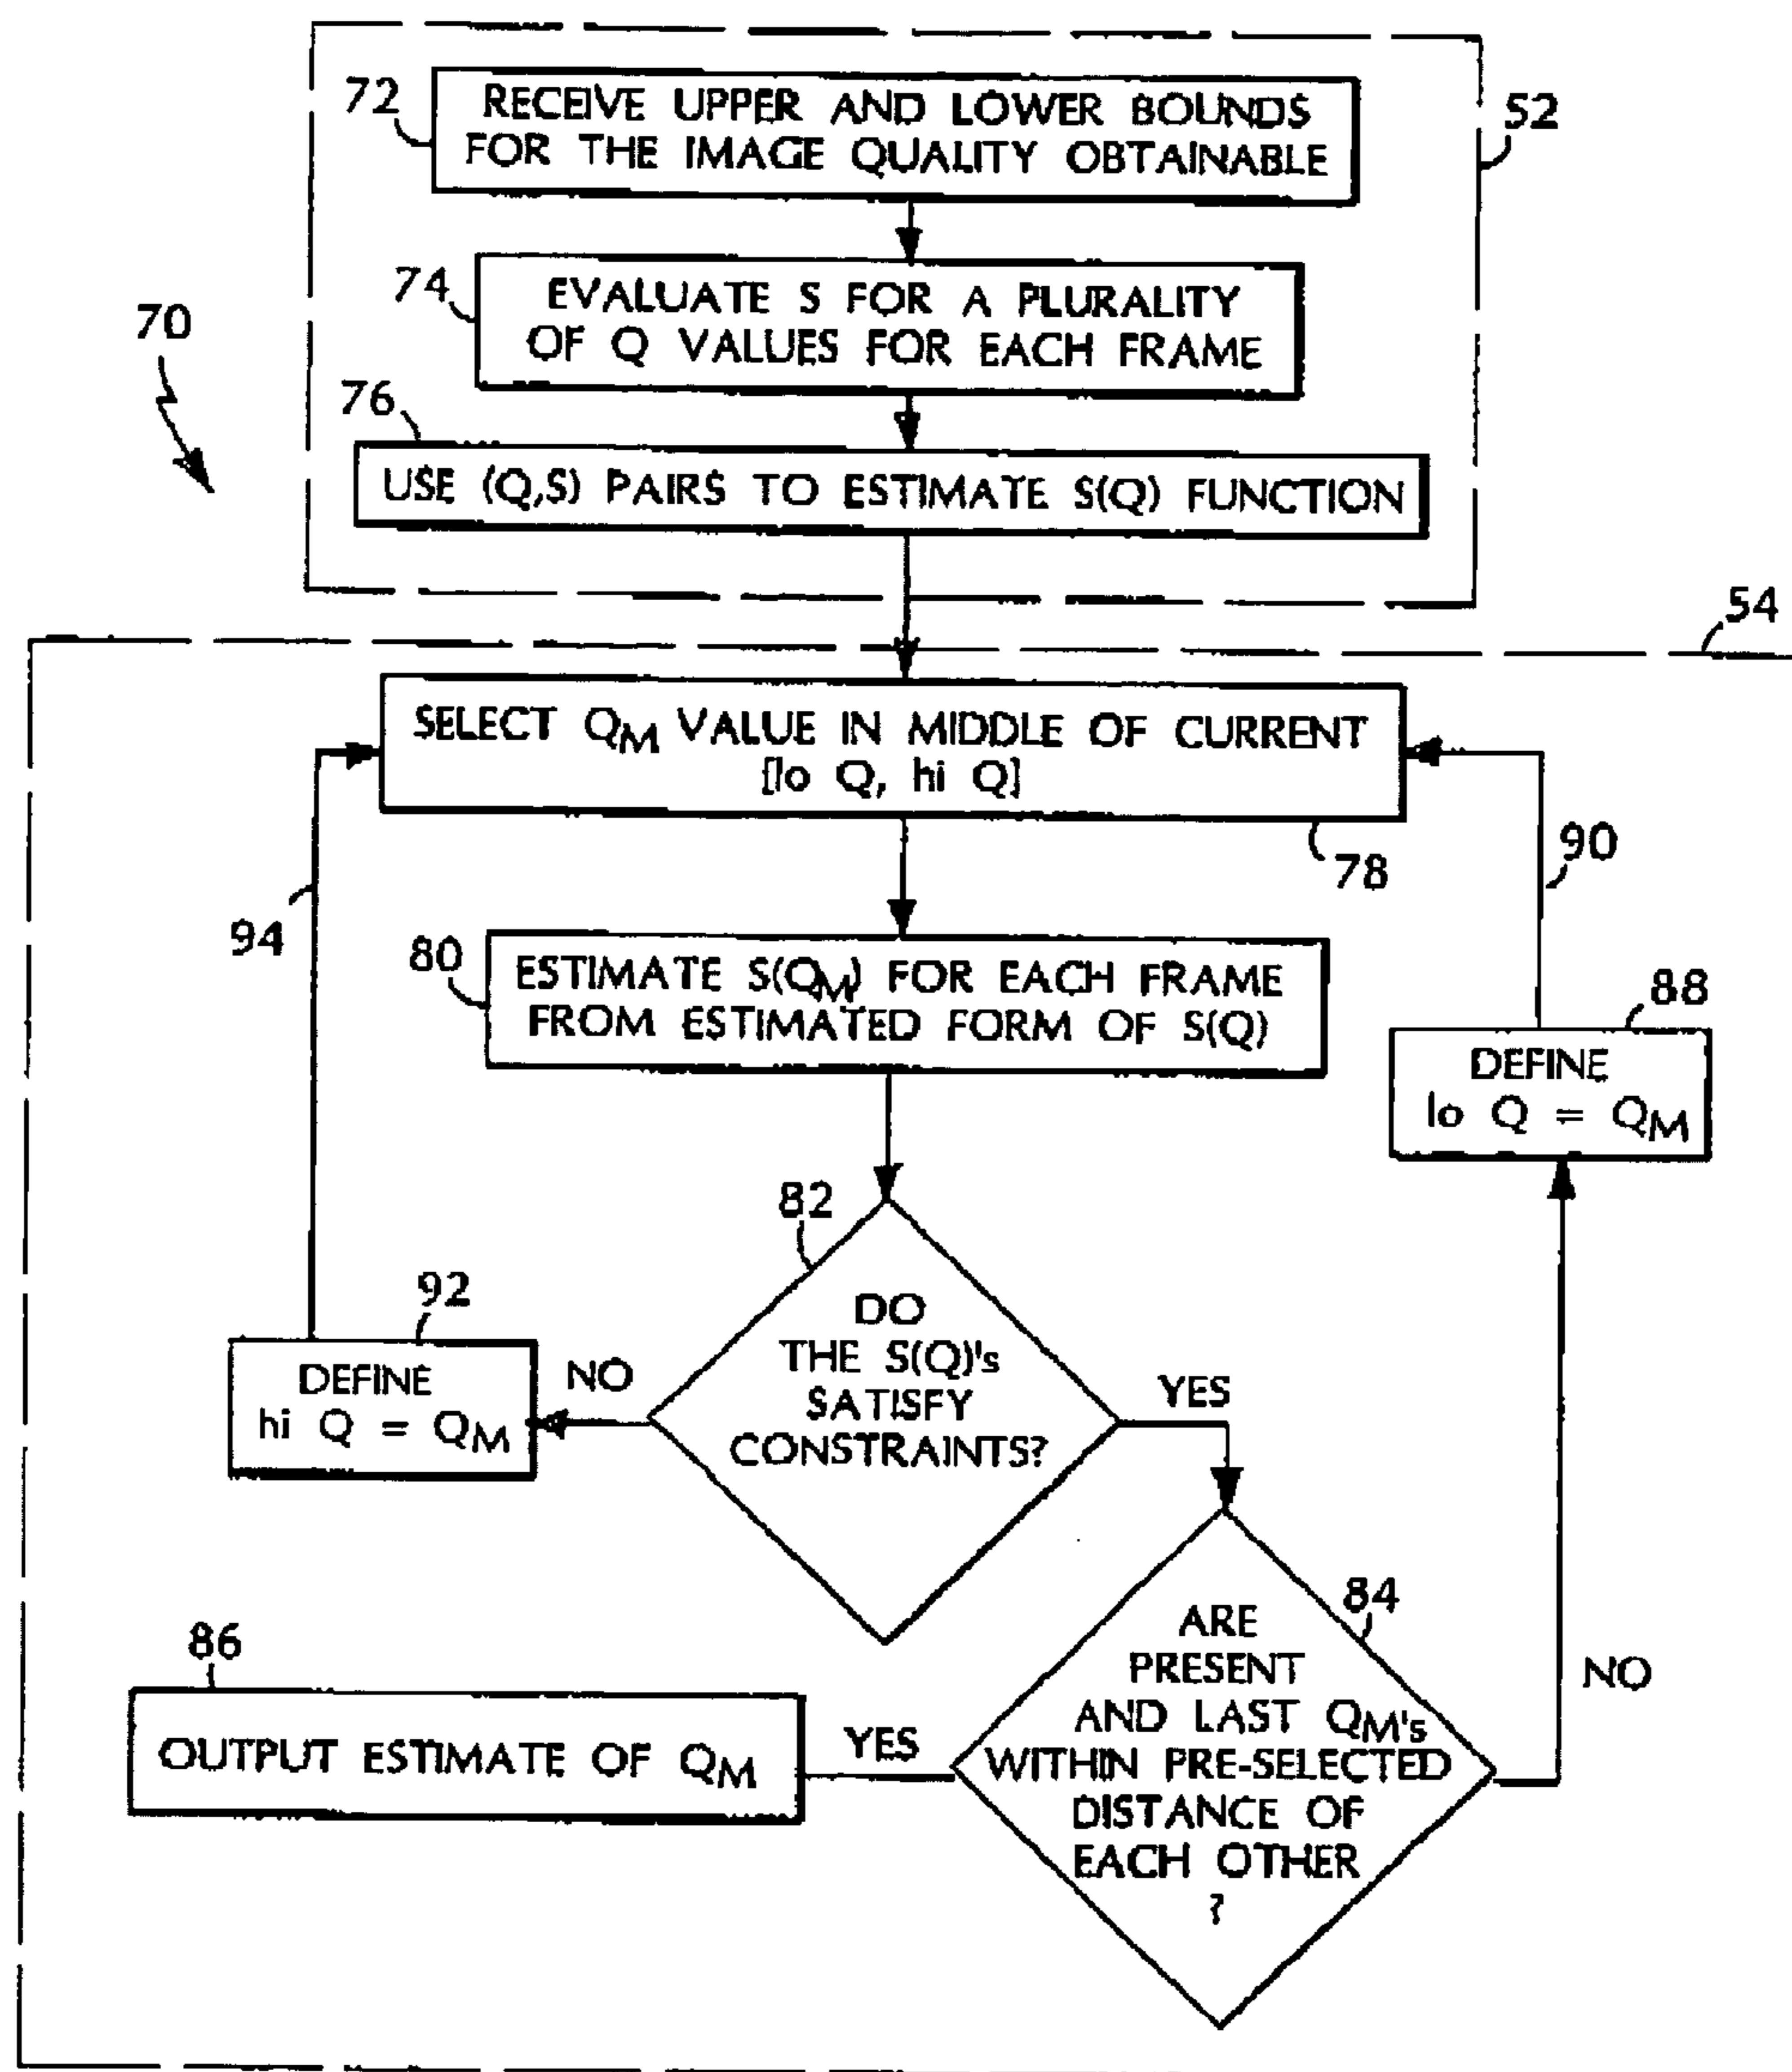 72
RECEIVE UPPER AND LOWER BOUNDS
FOR THE IMAGE QUALITY OBTAINABLE
52
74
EVALUATE S FOR A PLURALITY
OF Q VALUES FOR EACH FRAME
70
76
USE (Q,S) PAIRS TO ESTIMATE S(Q) FUNCTION
54
SELECT QM VALUE IN MIDDLE OF CURRENT
[lo Q, hi Q]
78
90
94
80
ESTIMATE S(QM) FOR EACH FRAME
FROM ESTIMATED FORM OF S(Q)
88
DEFINE
lo Q = QM
82
DO
THE S(Q)'s
SATISFY
CONSTRAINTS?
92
DEFINE
hi Q = QM
NO
YES
84
ARE
PRESENT
AND LAST QM's
WITHIN PRE-SELECTED
DISTANCE OF
EACH OTHER
?
NO
86
OUTPUT ESTIMATE OF QM
YES